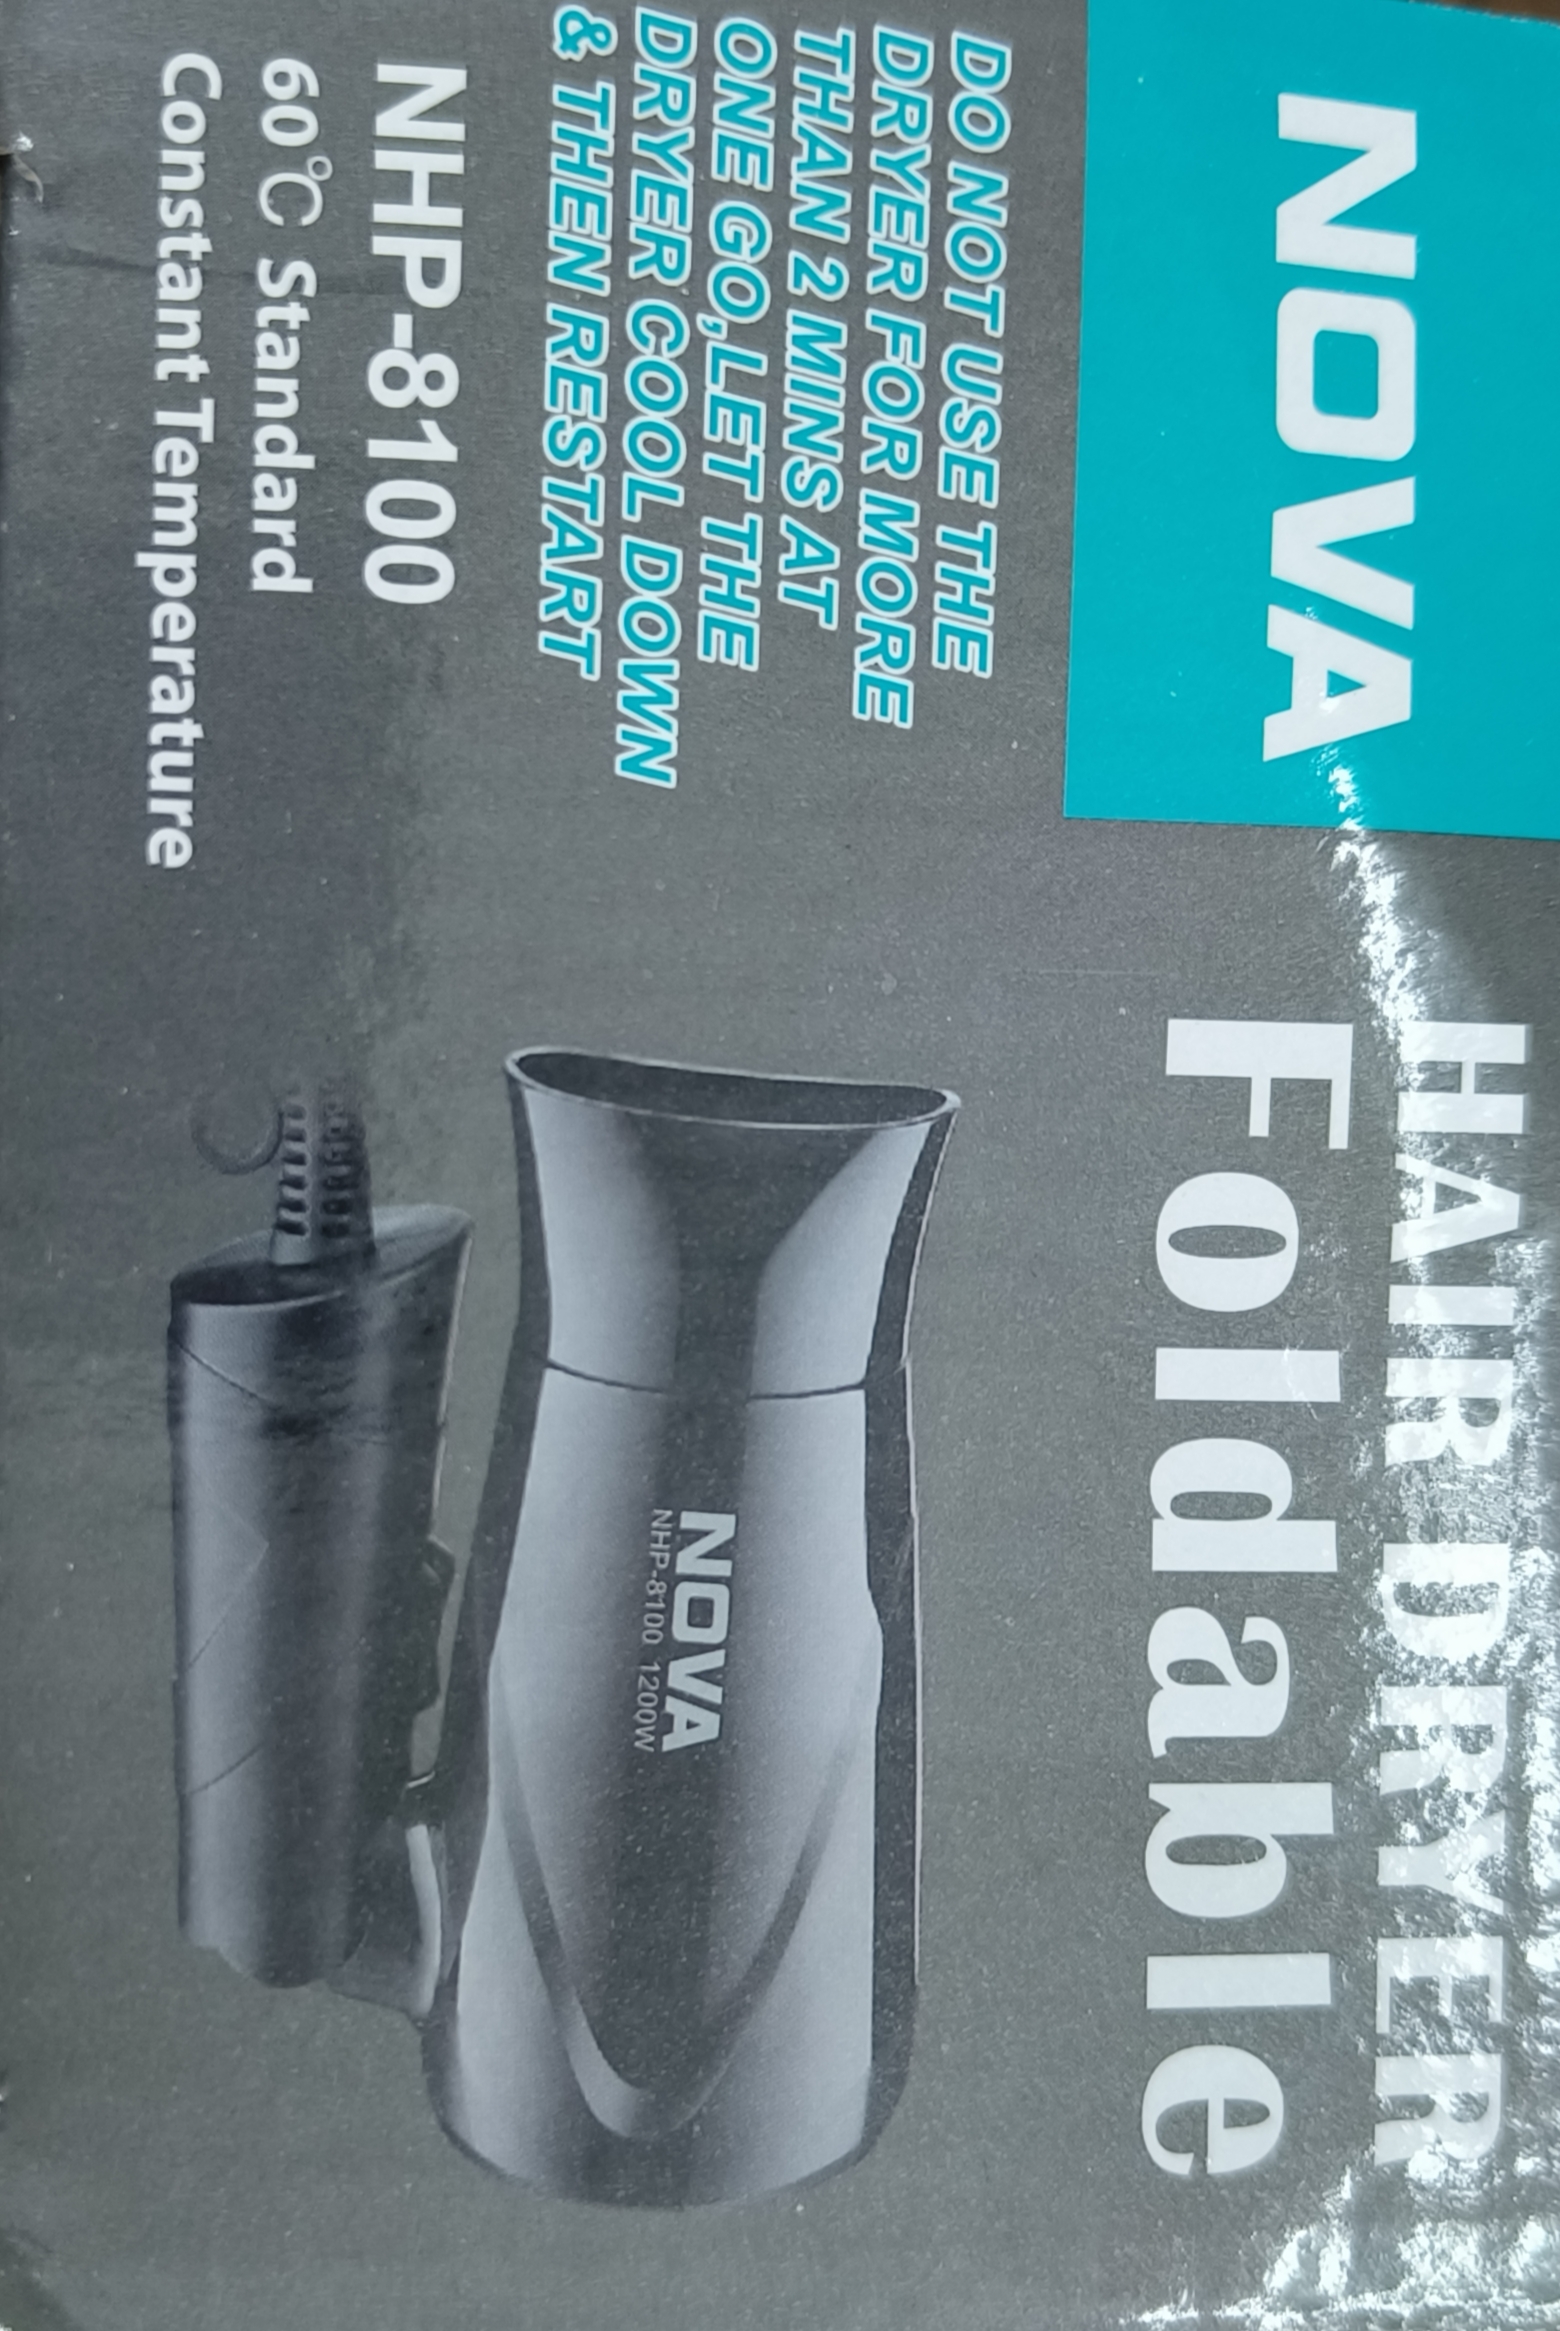 NOVA
HAIR DRYER
Foldable
DO NOT USE THE
DRYER FOR MORE
THAN 2 MINS AT
ONE GO,LET THE
DRYER COOL DOWN
& THEN RESTART
NHP-8100
60℃ Standard
Constant Temperature
NOVA
NHP-8100 1200W